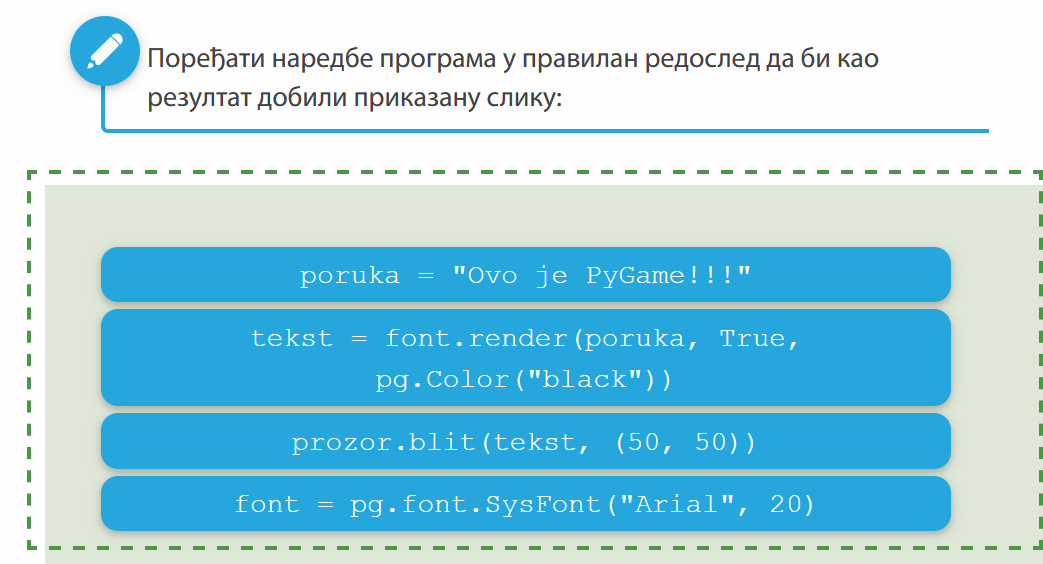 Поређати наредбе програма у правилан редослед да би као
резултат добили приказану слику:
poruka = "Ovo je PyGame!!!"
tekst = font.render(poruka, True,
pg.Color("black"))
prozor.blit(tekst, (50, 50))
font = pg.font.SysFont("Arial", 20)